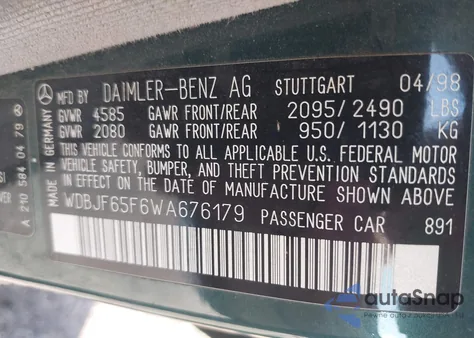 MFD BY DAIMLER-BENZ AG STUTTGART 04/98
GVWR 4585 GAWR FRONT/REAR 2095/2490 LBS
GVWR 2080 GAWR FRONT/REAR 950/1130 KG
THIS VEHICLE CONFORMS TO ALL APPLICABLE U.S. FEDERAL MOTOR
VEHICLE SAFETY, BUMPER, AND THEFT PREVENTION STANDARDS
IN EFFECT ON THE DATE OF MANUFACTURE SHOWN ABOVE.
WDBJF65F6WA676179 PASSENGER CAR 891
MADE IN GERMANY
A 210 584 04 79
autoSnap